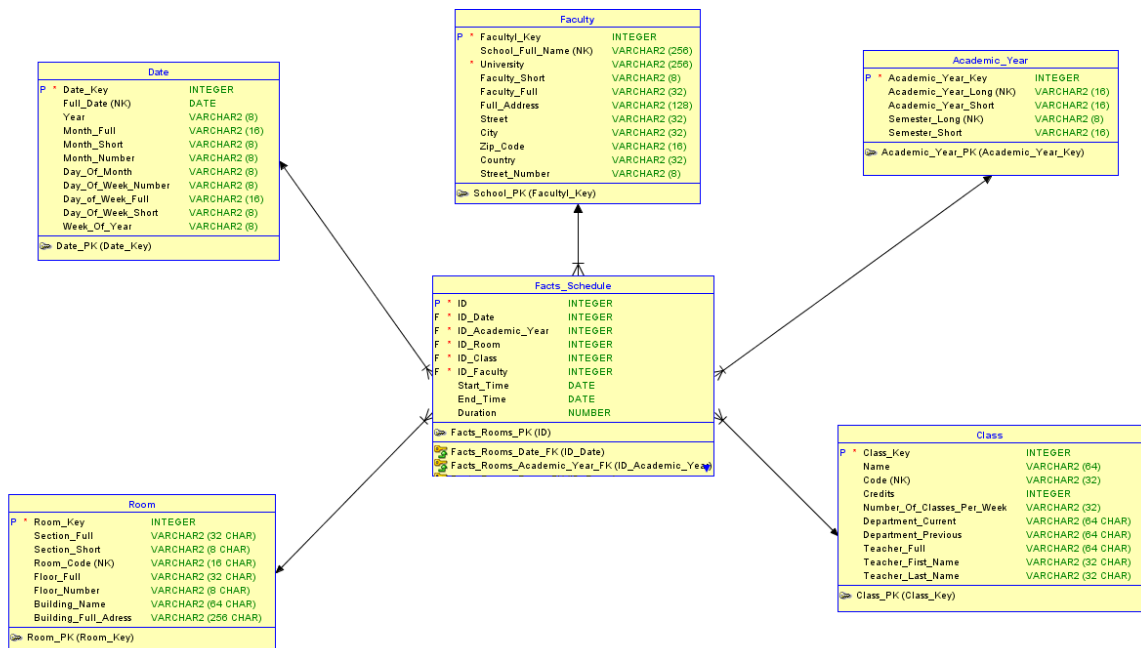 Faculty
P * Facultyl_Key INTEGER
School_Full_Name (NK) VARCHAR2 (256)
* University VARCHAR2 (256)
Faculty_Short VARCHAR2 (8)
Faculty_Full VARCHAR2 (32)
Full_Address VARCHAR2 (128)
Street VARCHAR2 (32)
City VARCHAR2 (32)
Zip_Code VARCHAR2 (16)
Country VARCHAR2 (32)
Street_Number VARCHAR2 (8)
School_PK (Facultyl_Key)
Date
P * Date_Key INTEGER
Full_Date (NK) DATE
Year VARCHAR2 (8)
Month_Full VARCHAR2 (16)
Month_Short VARCHAR2 (8)
Month_Number VARCHAR2 (8)
Day_Of_Month VARCHAR2 (8)
Day_Of_Week_Number VARCHAR2 (8)
Day_of_Week_Full VARCHAR2 (16)
Day_Of_Week_Short VARCHAR2 (8)
Week_Of_Year VARCHAR2 (8)
Date_PK (Date_Key)
Academic_Year
P * Academic_Year_Key INTEGER
Academic_Year_Long (NK) VARCHAR2 (16)
Academic_Year_Short VARCHAR2 (16)
Semester_Long (NK) VARCHAR2 (8)
Semester_Short VARCHAR2 (16)
Academic_Year_PK (Academic_Year_Key)
Facts_Schedule
P * ID INTEGER
F * ID_Date INTEGER
F * ID_Academic_Year INTEGER
F * ID_Room INTEGER
F * ID_Class INTEGER
F * ID_Faculty INTEGER
Start_Time DATE
End_Time DATE
Duration NUMBER
Facts_Rooms_PK (ID)
Facts_Rooms_Date_FK (ID_Date)
Facts_Rooms_Academic_Year_FK (ID_Academic_Year)
Class
P * Class_Key INTEGER
Name VARCHAR2 (64)
Code (NK) VARCHAR2 (32)
Credits INTEGER
Number_Of_Classes_Per_Week VARCHAR2 (32)
Department_Current VARCHAR2 (64 CHAR)
Department_Previous VARCHAR2 (64 CHAR)
Teacher_Full VARCHAR2 (64 CHAR)
Teacher_First_Name VARCHAR2 (32 CHAR)
Teacher_Last_Name VARCHAR2 (32 CHAR)
Class_PK (Class_Key)
Room
P * Room_Key INTEGER
Section_Full VARCHAR2 (32 CHAR)
Section_Short VARCHAR2 (8 CHAR)
Room_Code (NK) VARCHAR2 (16 CHAR)
Floor_Full VARCHAR2 (32 CHAR)
Floor_Number VARCHAR2 (8 CHAR)
Building_Name VARCHAR2 (64 CHAR)
Building_Full_Adress VARCHAR2 (256 CHAR)
Room_PK (Room_Key)